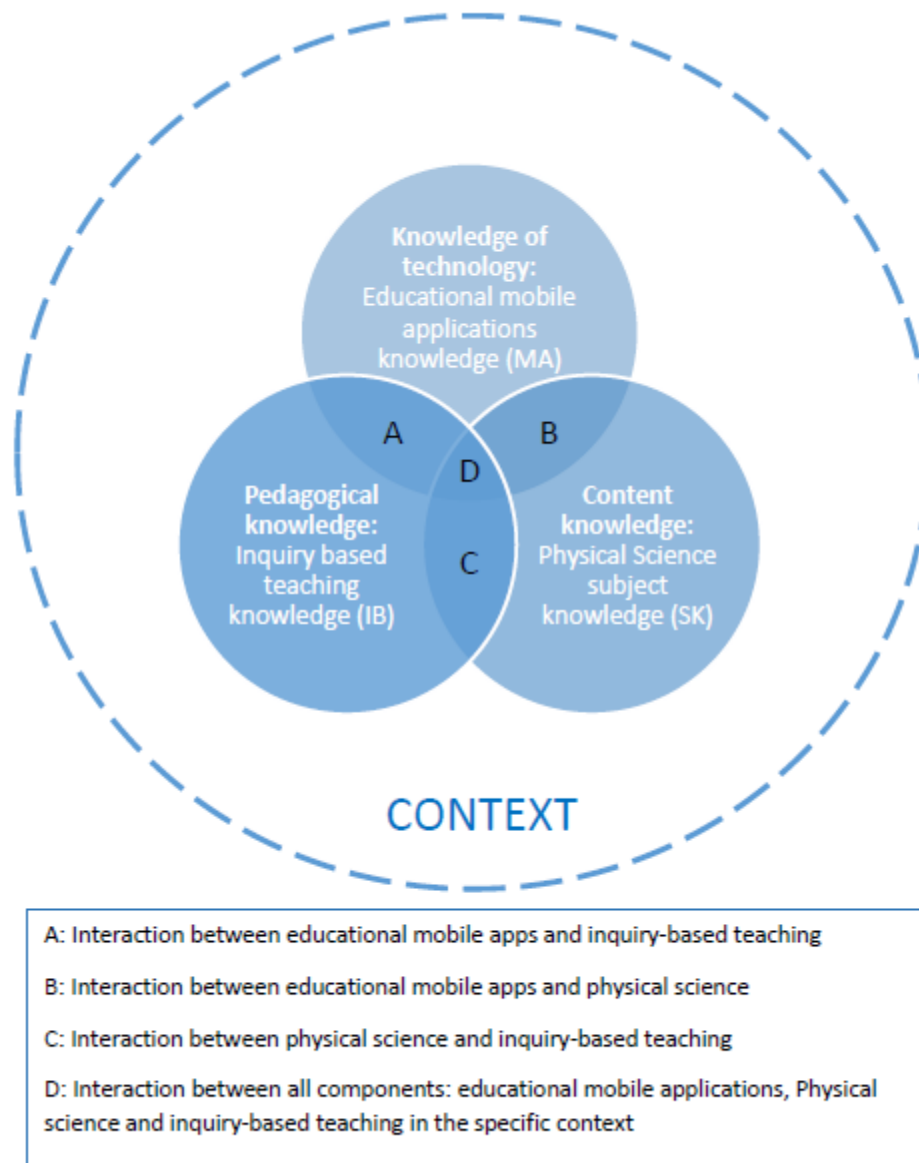 Knowledge of
technology:
Educational mobile
applications
knowledge (MA)
A
B
D
Pedagogical
knowledge:
Inquiry based
teaching
knowledge (IB)
C
Content
knowledge:
Physical Science
subject
knowledge (SK)
CONTEXT
A: Interaction between educational mobile apps and inquiry-based teaching
B: Interaction between educational mobile apps and physical science
C: Interaction between physical science and inquiry-based teaching
D: Interaction between all components: educational mobile applications, Physical
science and inquiry-based teaching in the specific context